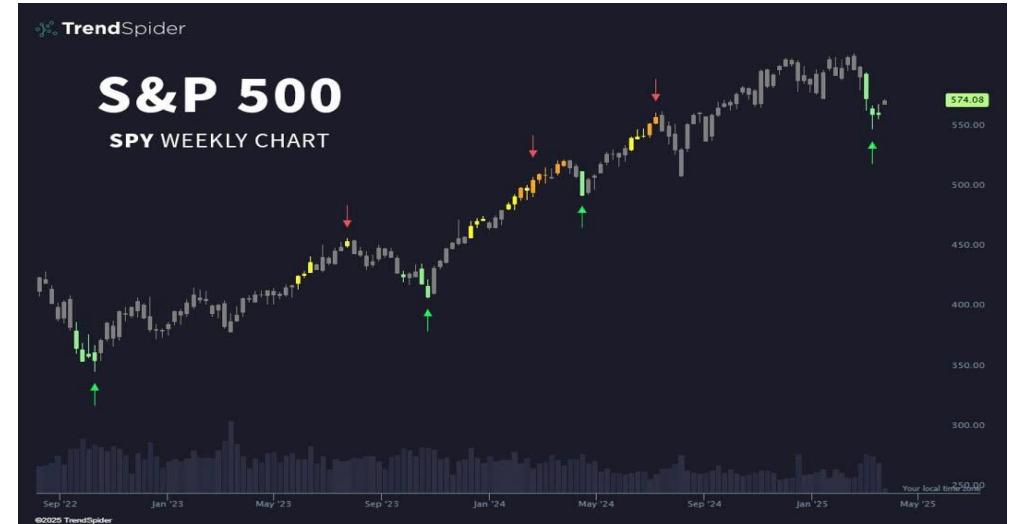 TrendSpider
S&P 500
SPY WEEKLY CHART
574.08
550.00
500.00
450.00
400.00
350.00
300.00
250.00
Your local time zone
Sep '22
Jan '23
May '23
Sep '23
Jan '24
May '24
Sep '24
Jan '25
May '25
©2025 TrendSpider